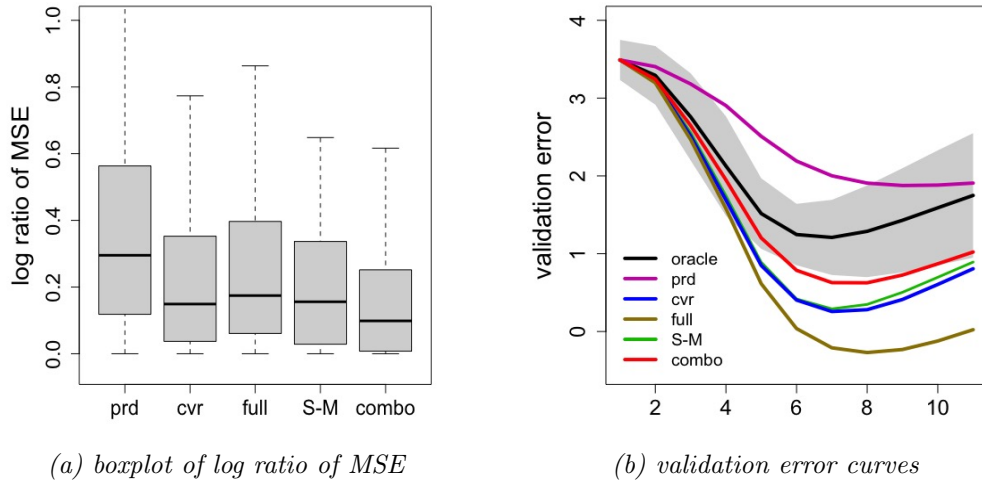 log ratio of MSE
1.0
0.8
0.6
0.4
0.2
0.0
prd cvr full S-M combo
(a) boxplot of log ratio of MSE
validation error
4
3
2
1
0
oracle
prd
cvr
full
S-M
combo
2 4 6 8 10
(b) validation error curves